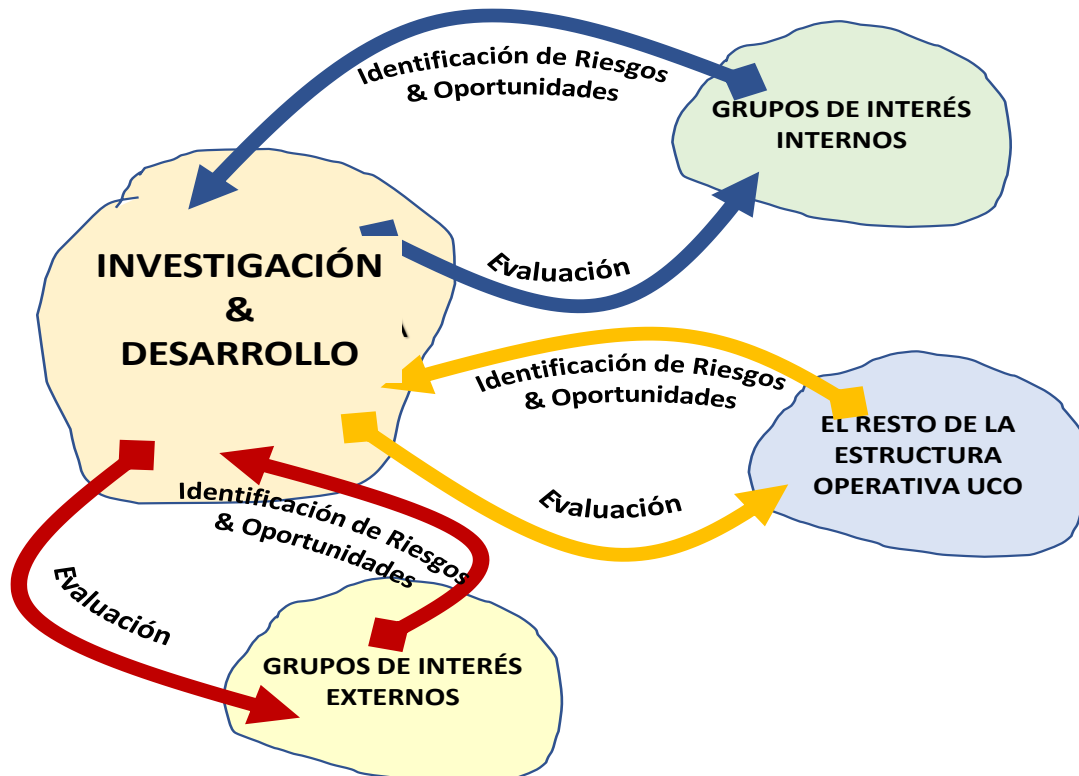 Identificación de Riesgos
& Oportunidades
GRUPOS DE INTERÉS
INTERNOS
INVESTIGACIÓN
&
DESARROLLO
Evaluación
Identificación de Riesgos
& Oportunidades
EL RESTO DE LA
ESTRUCTURA
OPERATIVA UCO
Evaluación
Identificación de Riesgos
& Oportunidades
Evaluación
GRUPOS DE INTERÉS
EXTERNOS